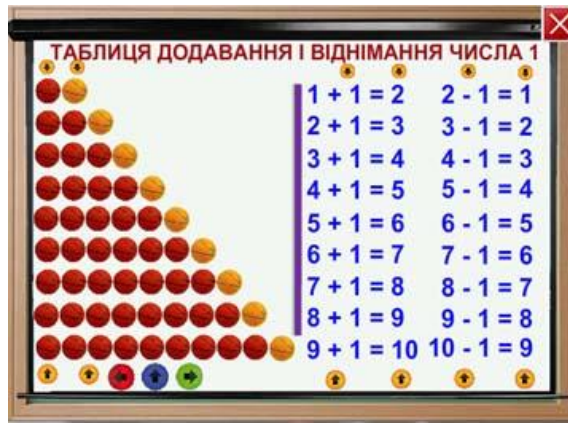 ТАБЛИЦЯ ДОДАВАННЯ І ВІДНІМАННЯ ЧИСЛА 1
1 + 1 = 2 2 - 1 = 1
2 + 1 = 3 3 - 1 = 2
3 + 1 = 4 4 - 1 = 3
4 + 1 = 5 5 - 1 = 4
5 + 1 = 6 6 - 1 = 5
6 + 1 = 7 7 - 1 = 6
7 + 1 = 8 8 - 1 = 7
8 + 1 = 9 9 - 1 = 8
9 + 1 = 10 10 - 1 = 9